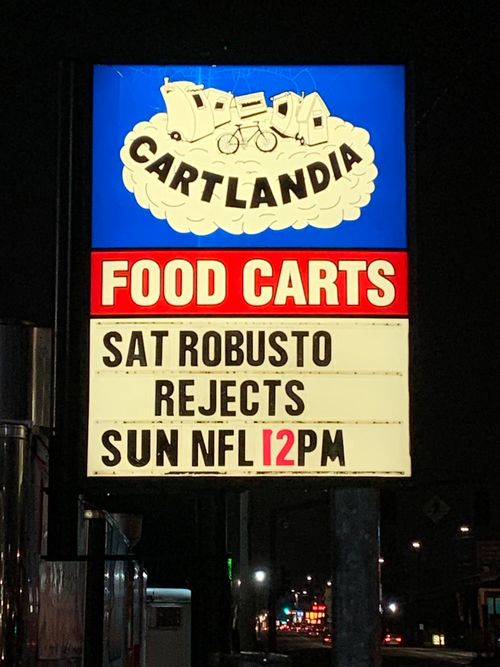 CARTLANDIA
FOOD CARTS
SAT ROBUSTO
REJECTS
SUN NFL 12PM